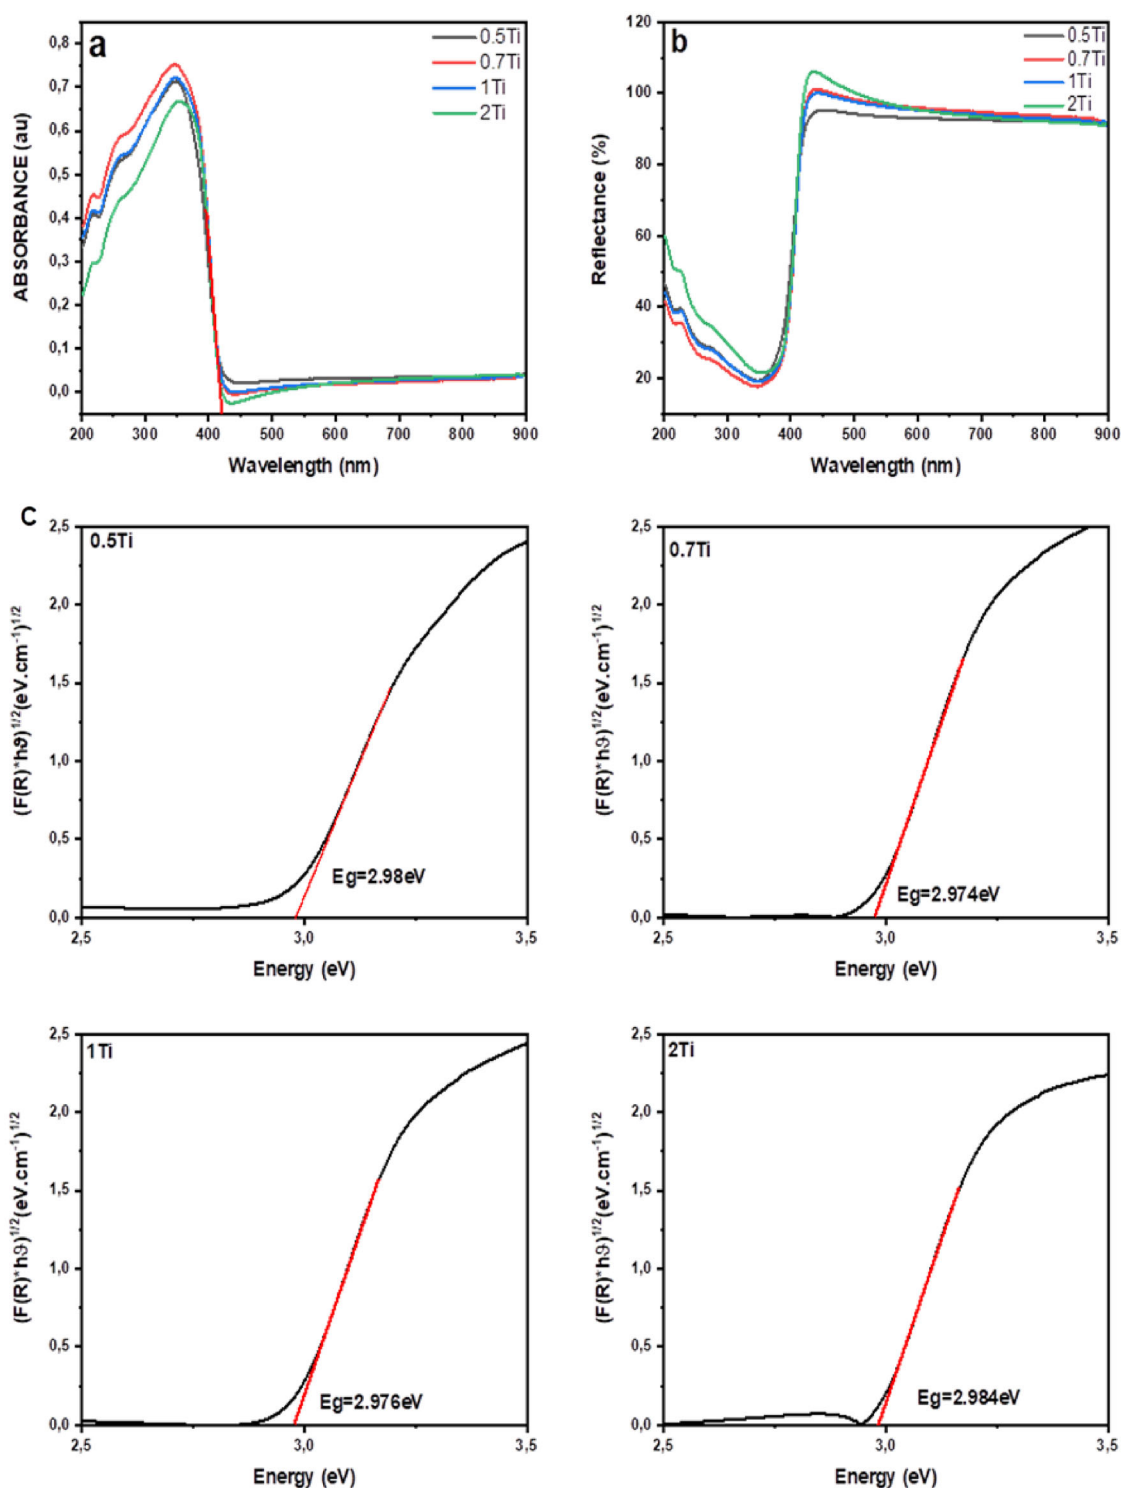 a
0.5Ti
0.7Ti
1Ti
2Ti
0,8
0,7
0,6
0,5
0,4
0,3
0,2
0,1
0,0
ABSORBANCE (au)
200 300 400 500 600 700 800 900
Wavelength (nm)
b
0.5Ti
0.7Ti
1Ti
2Ti
120
100
80
60
40
20
Reflectance (%)
200 300 400 500 600 700 800 900
Wavelength (nm)
C
0.5Ti
2,5
2,0
1,5
1,0
0,5
0,0
(F(R)*hϑ)^1/2(eV.cm⁻¹)^1/2
Eg=2.98eV
2,5 3,0 3,5
Energy (eV)
0.7Ti
2,5
2,0
1,5
1,0
0,5
0,0
(F(R)*hϑ)^1/2(eV.cm⁻¹)^1/2
Eg=2.974eV
2,5 3,0 3,5
Energy (eV)
1Ti
2,5
2,0
1,5
1,0
0,5
0,0
(F(R)*hϑ)^1/2(eV.cm⁻¹)^1/2
Eg=2.976eV
2,5 3,0 3,5
Energy (eV)
2Ti
2,5
2,0
1,5
1,0
0,5
0,0
(F(R)*hϑ)^1/2(eV.cm⁻¹)^1/2
Eg=2.984eV
2,5 3,0 3,5
Energy (eV)